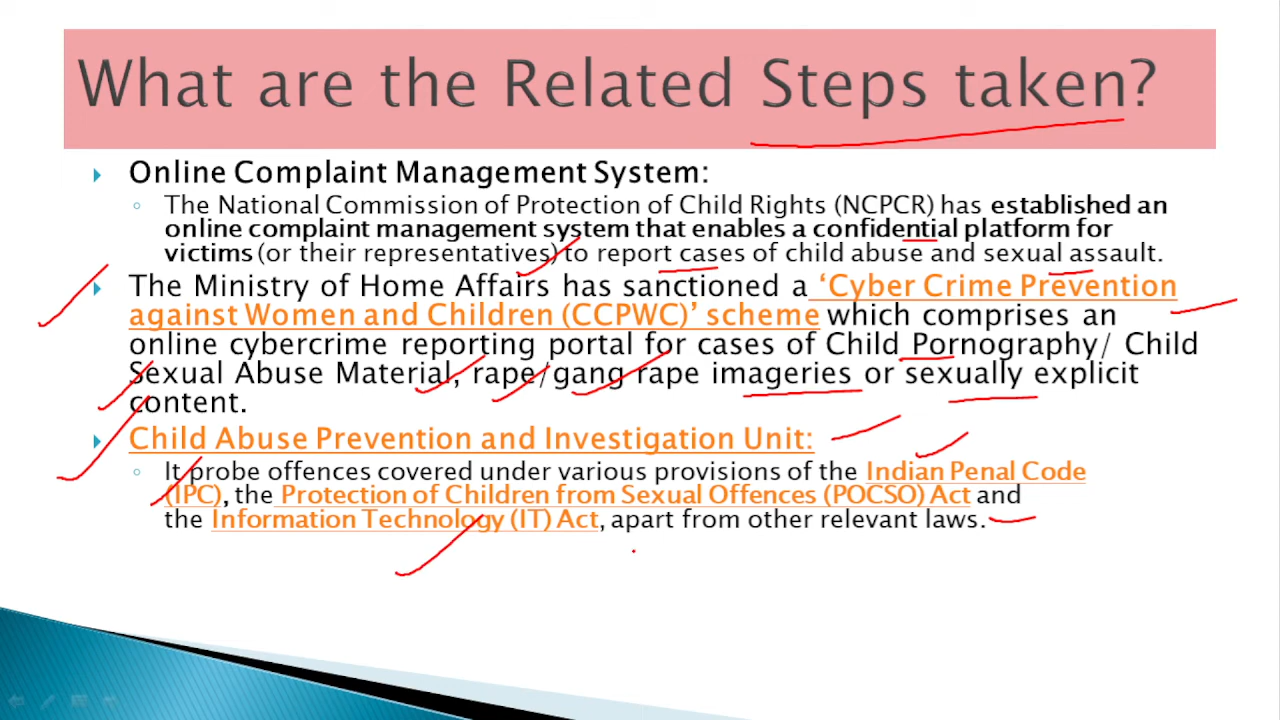 What are the Related Steps taken?
Online Complaint Management System:
The National Commission of Protection of Child Rights (NCPCR) has established an
online complaint management system that enables a confidential platform for
victims (or their representatives) to report cases of child abuse and sexual assault.
The Ministry of Home Affairs has sanctioned a ‘Cyber Crime Prevention
against Women and Children (CCPWC)’ scheme which comprises an
online cybercrime reporting portal for cases of Child Pornography/ Child
Sexual Abuse Material, rape/gang rape imageries or sexually explicit
content.
Child Abuse Prevention and Investigation Unit:
It probe offences covered under various provisions of the Indian Penal Code
(IPC), the Protection of Children from Sexual Offences (POCSO) Act and
the Information Technology (IT) Act, apart from other relevant laws.